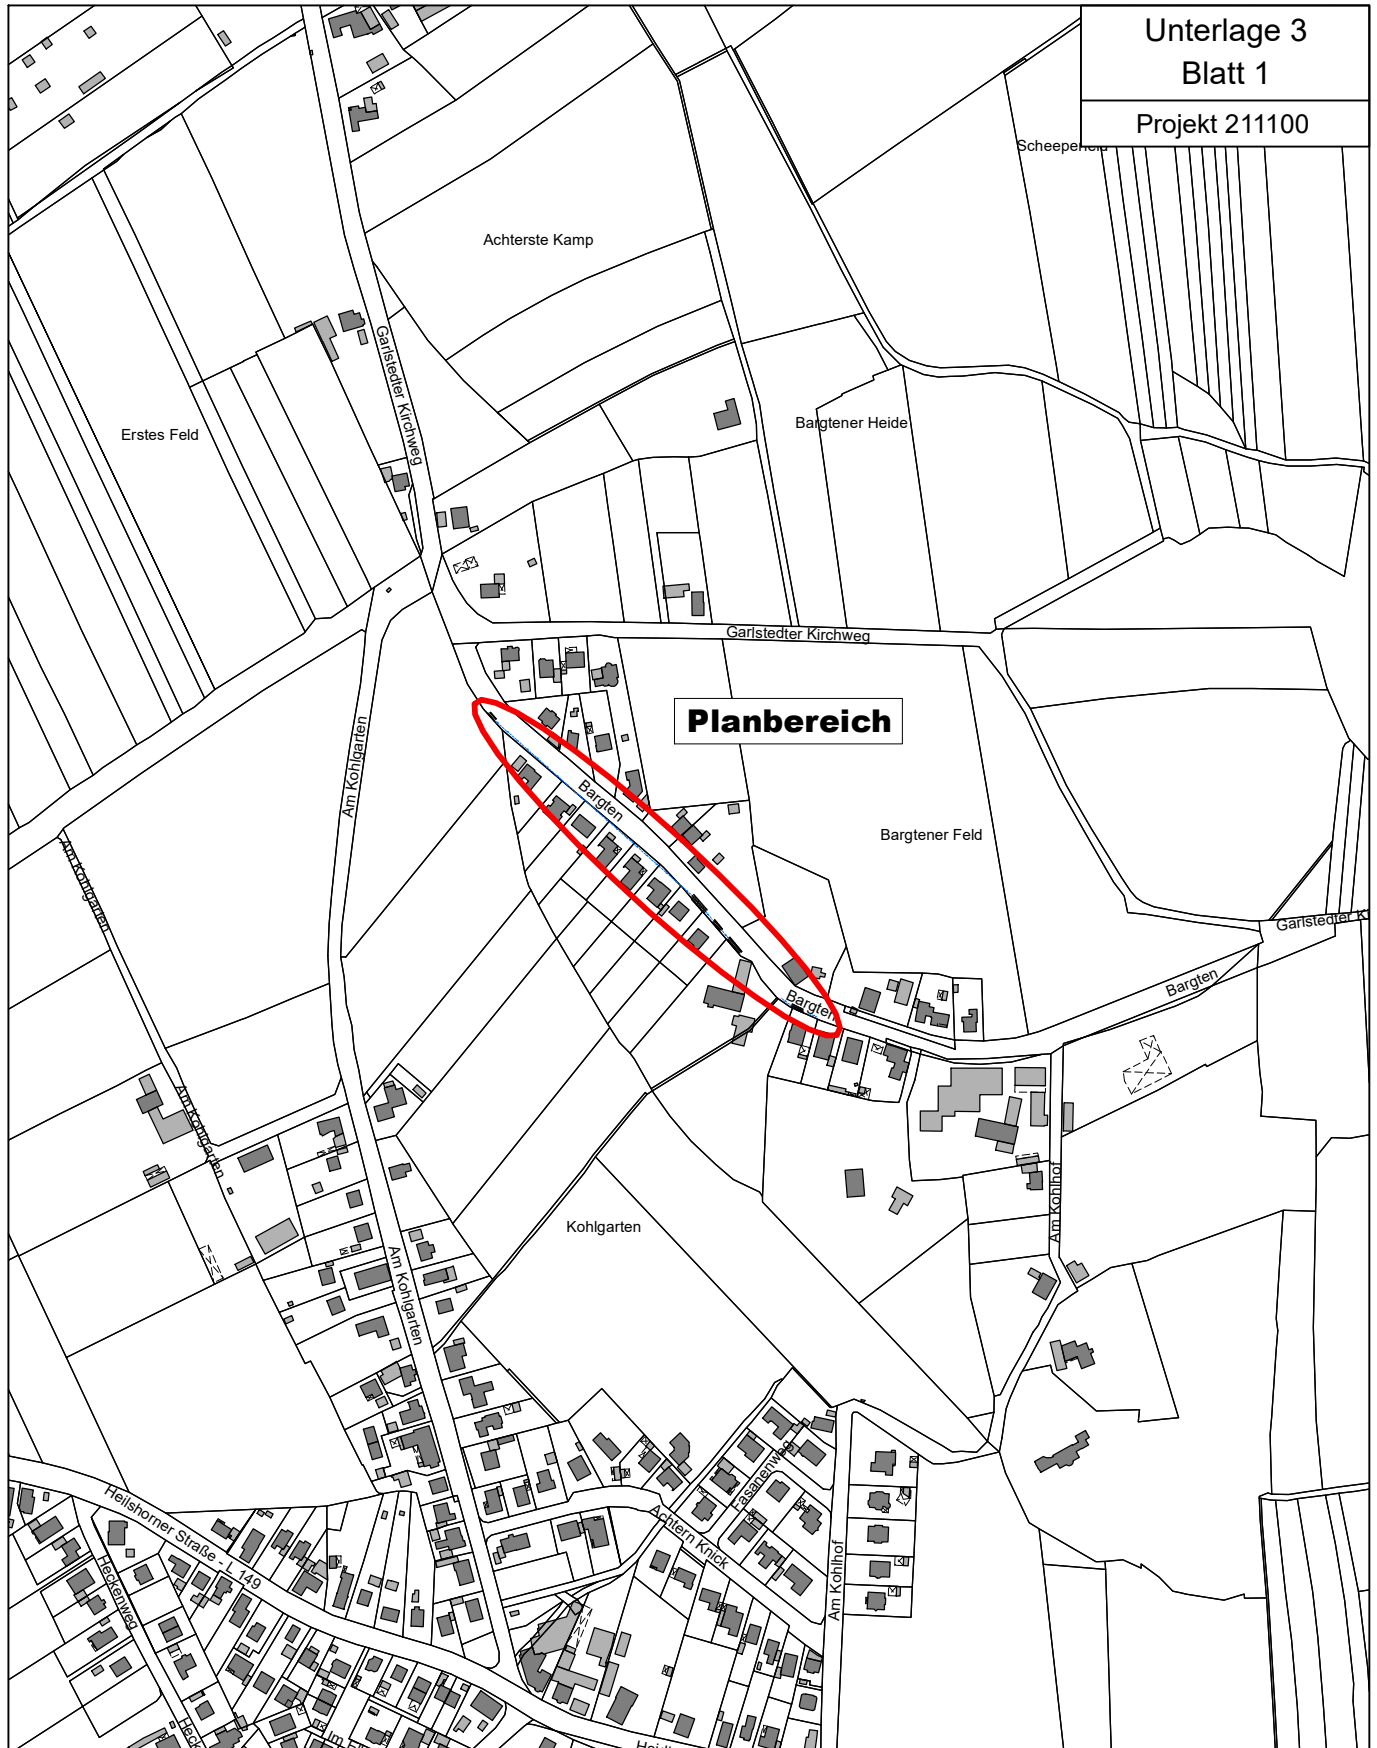 Unterlage 3
Blatt 1
Projekt 211100
Achterste Kamp
Garlstedter Kirchweg
Erstes Feld
Bargtener Heide
Garlstedter Kirchweg
Planbereich
Am Kohlgarten
Bargten
Bargtener Feld
Am Kohlgarten
Bargten
Bargten
Am Kohlgarten
Am Kohlhof
Kohlgarten
Am Kohlgarten
Fasanenweg
Heilshorner Straße - L 149
Achtern Knick
Am Kohlhof
Heckenweg